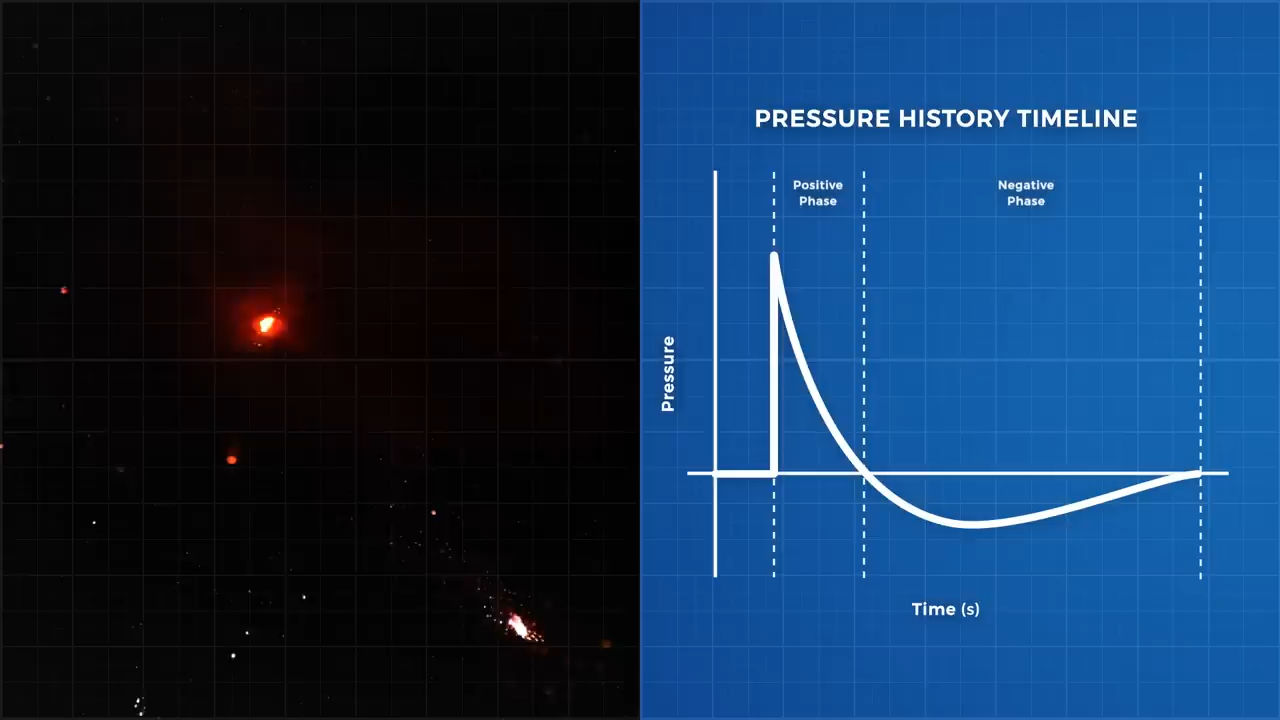 PRESSURE HISTORY TIMELINE
Positive
Phase
Negative
Phase
Pressure
Time (s)